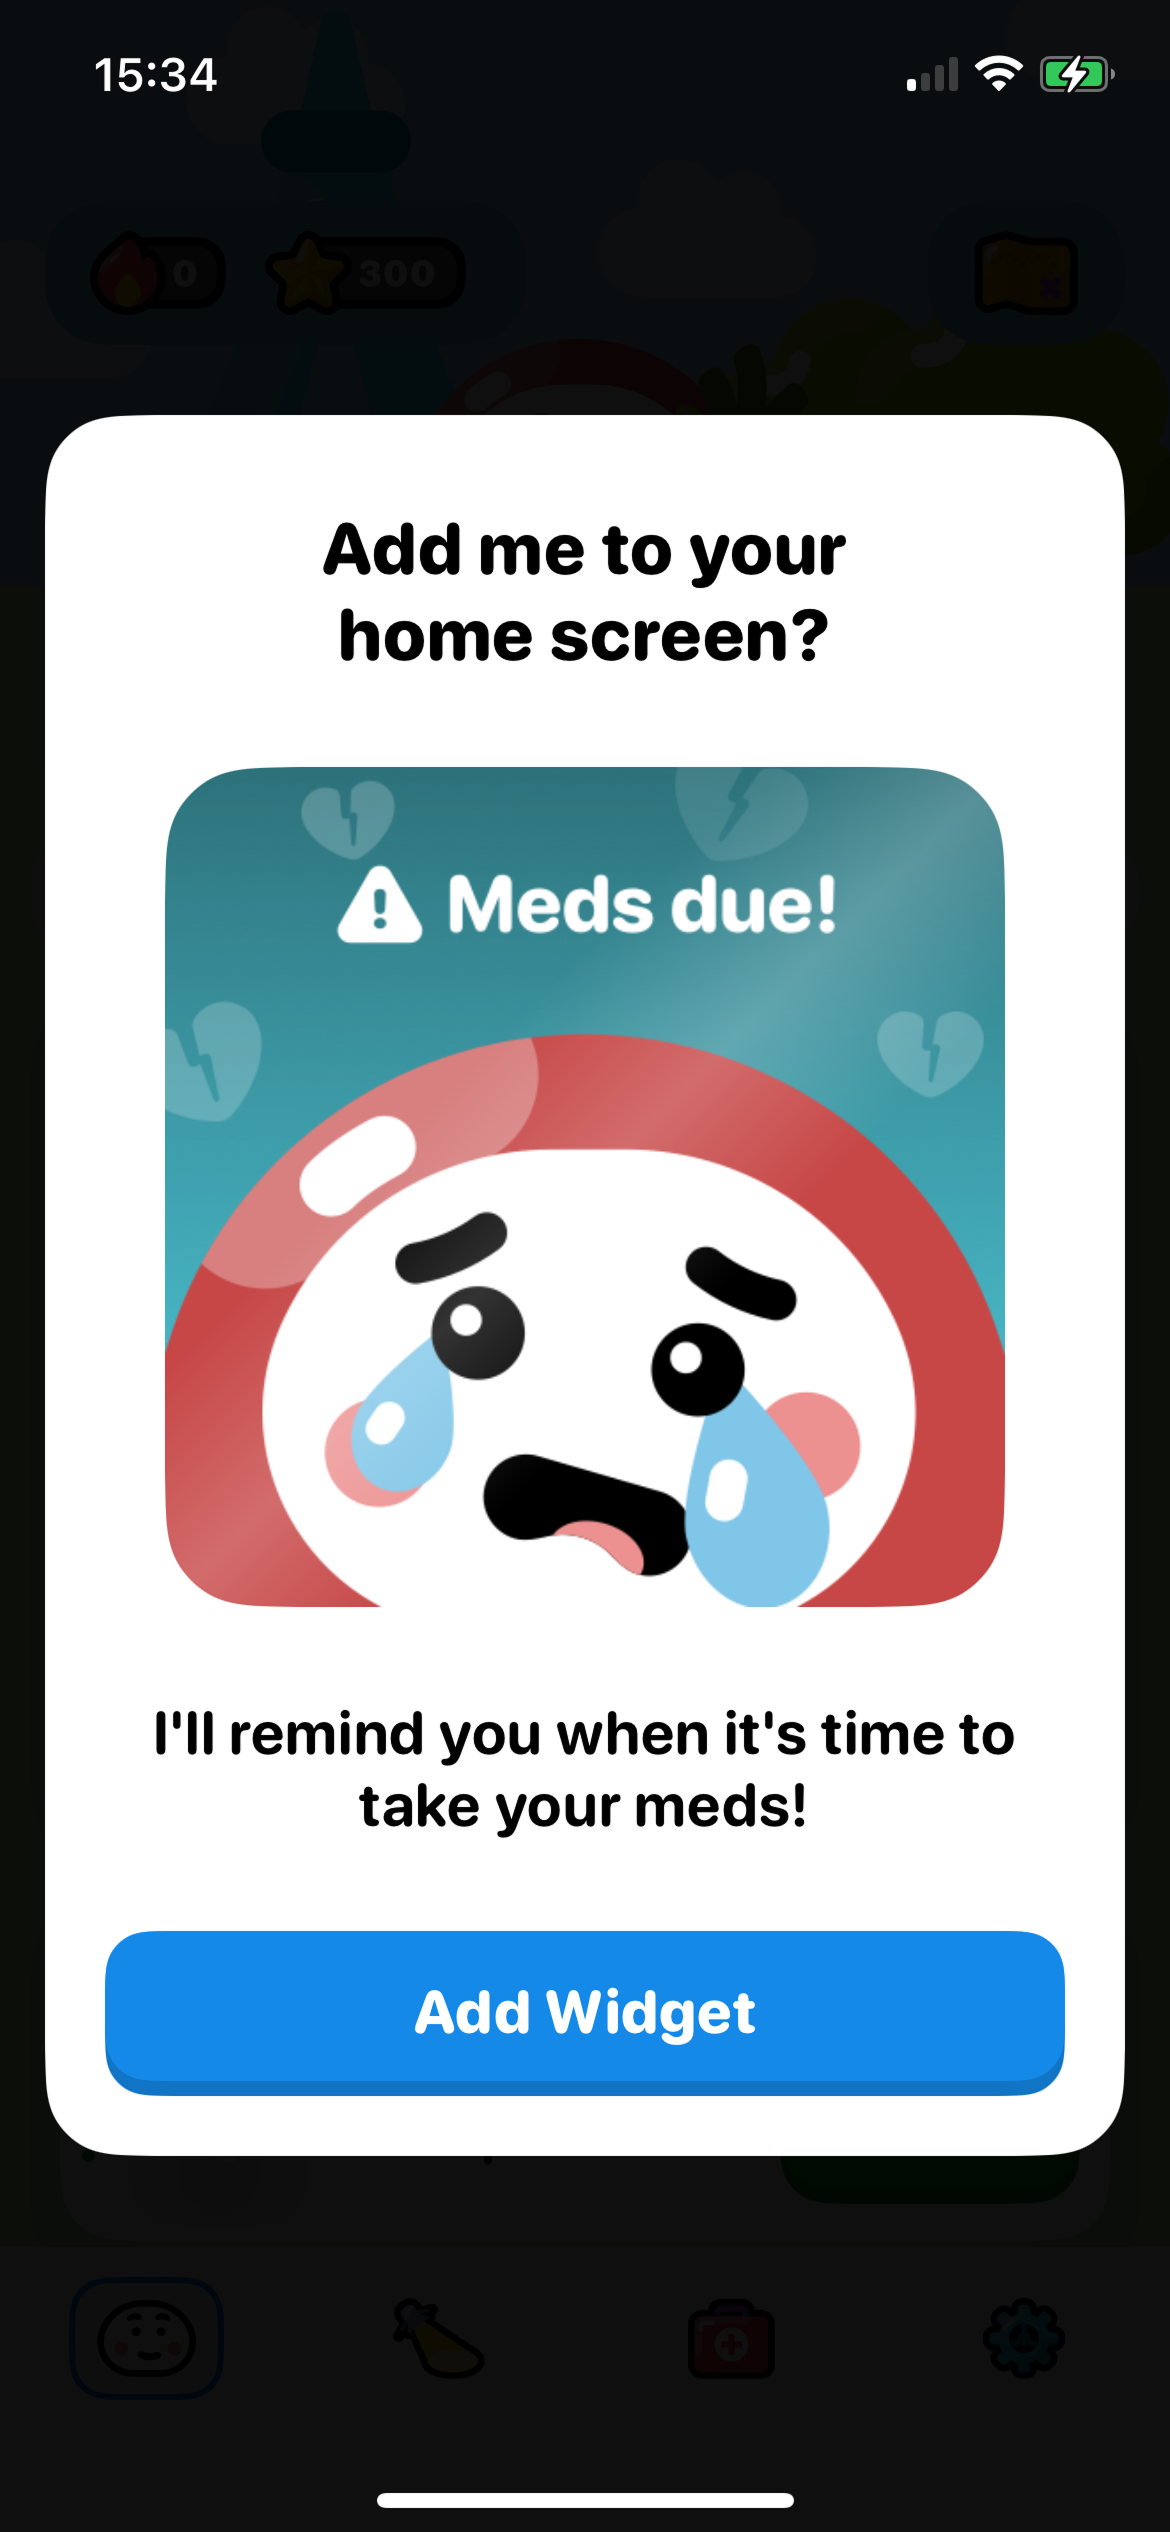 15:34
0
300
Add me to your
home screen?
Meds due!
I'll remind you when it's time to
take your meds!
Add Widget